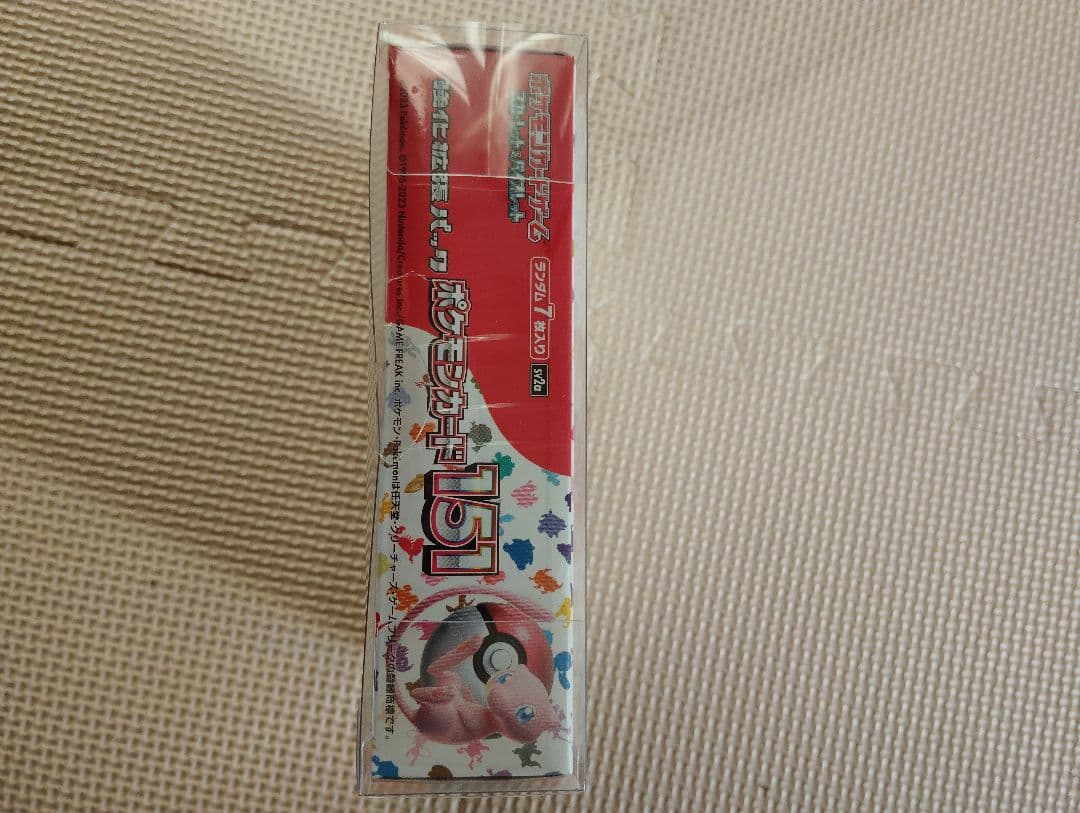 ポケモンカードゲーム
スカーレット&バイオレット
ランダム7枚入り
sv2a
強化拡張パック
ポケモンカード151
©2023 Pokémon. ©1995-2023 Nintendo/Creatures Inc./GAME FREAK inc. ポケモン・Pokémonは任天堂・クリーチャーズ・ゲームフリークの登録商標です。